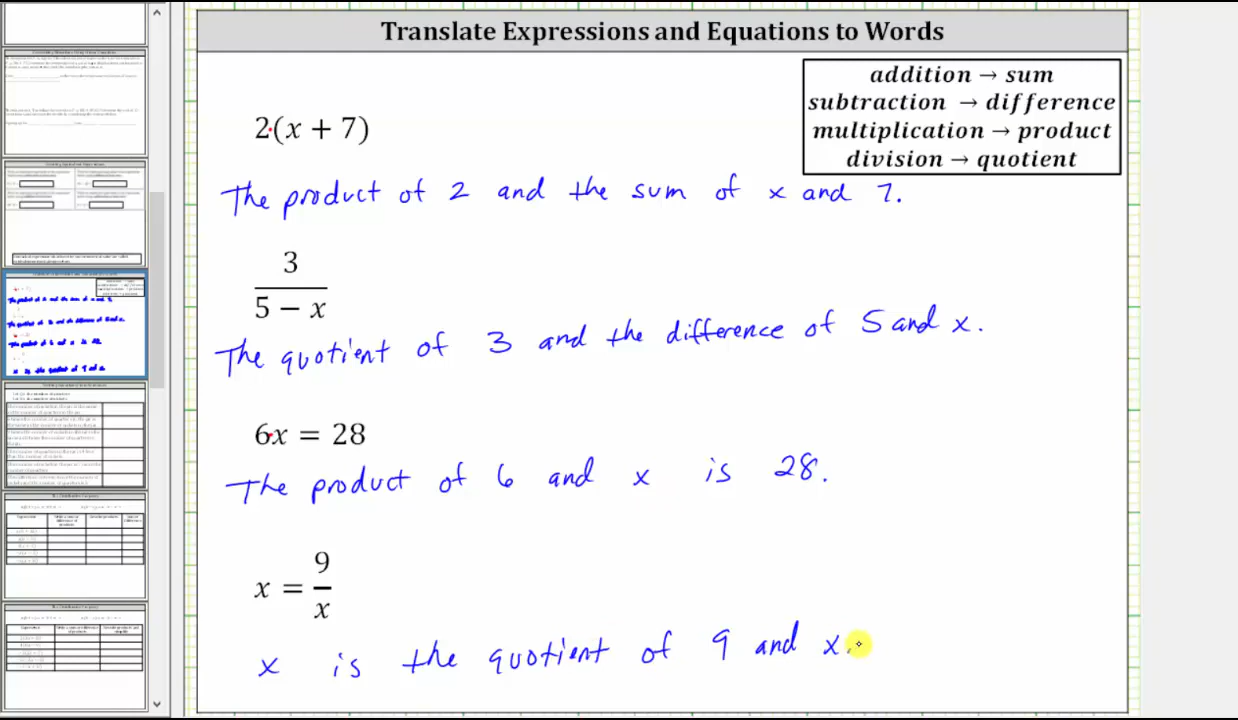 Translate Expressions and Equations to Words
addition → sum
subtraction → difference
multiplication → product
division → quotient
2·(x + 7)
The product of 2 and the sum of x and 7.
3
5 − x
The quotient of 3 and the difference of 5 and x.
6·x = 28
The product of 6 and x is 28.
x = 9/x
x is the quotient of 9 and x.